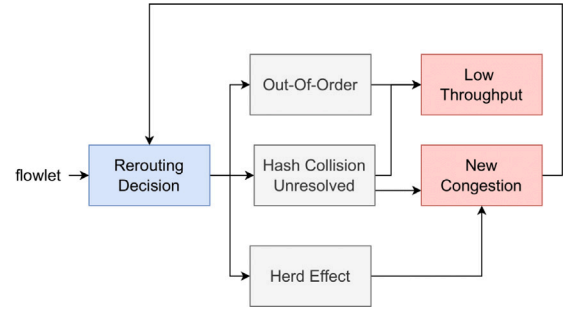 Out-Of-Order
Low
Throughput
flowlet
Rerouting
Decision
Hash Collision
Unresolved
New
Congestion
Herd Effect